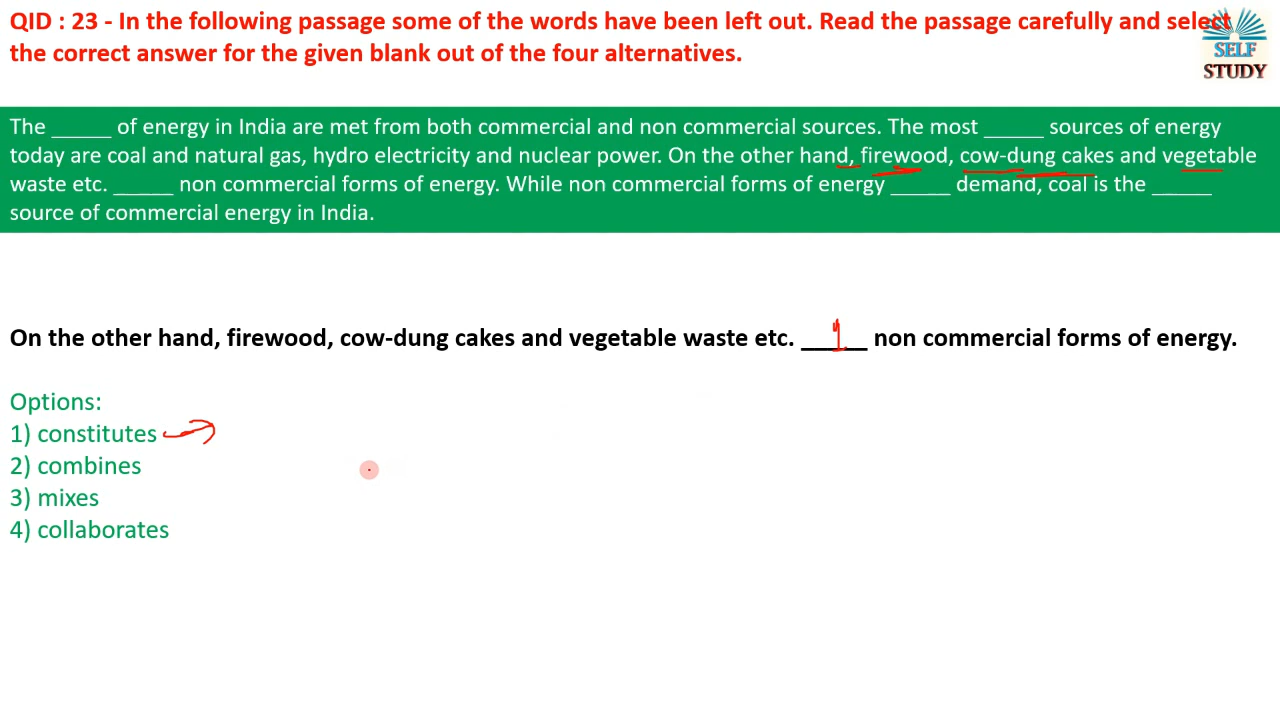 QID : 23 - In the following passage some of the words have been left out. Read the passage carefully and select
the correct answer for the given blank out of the four alternatives.
SELF
STUDY
The _____ of energy in India are met from both commercial and non commercial sources. The most _____ sources of energy
today are coal and natural gas, hydro electricity and nuclear power. On the other hand, firewood, cow-dung cakes and vegetable
waste etc. _____ non commercial forms of energy. While non commercial forms of energy _____ demand, coal is the _____
source of commercial energy in India.
On the other hand, firewood, cow-dung cakes and vegetable waste etc. __1__ non commercial forms of energy.
Options:
1) constitutes
2) combines
3) mixes
4) collaborates